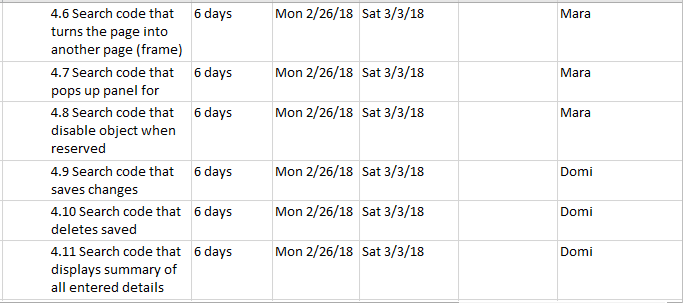 4.6 Search code that 6 days Mon 2/26/18 Sat 3/3/18 Mara
turns the page into
another page (frame)
4.7 Search code that 6 days Mon 2/26/18 Sat 3/3/18 Mara
pops up panel for
4.8 Search code that 6 days Mon 2/26/18 Sat 3/3/18 Mara
disable object when
reserved
4.9 Search code that 6 days Mon 2/26/18 Sat 3/3/18 Domi
saves changes
4.10 Search code that 6 days Mon 2/26/18 Sat 3/3/18 Domi
deletes saved
4.11 Search code that 6 days Mon 2/26/18 Sat 3/3/18 Domi
displays summary of
all entered details